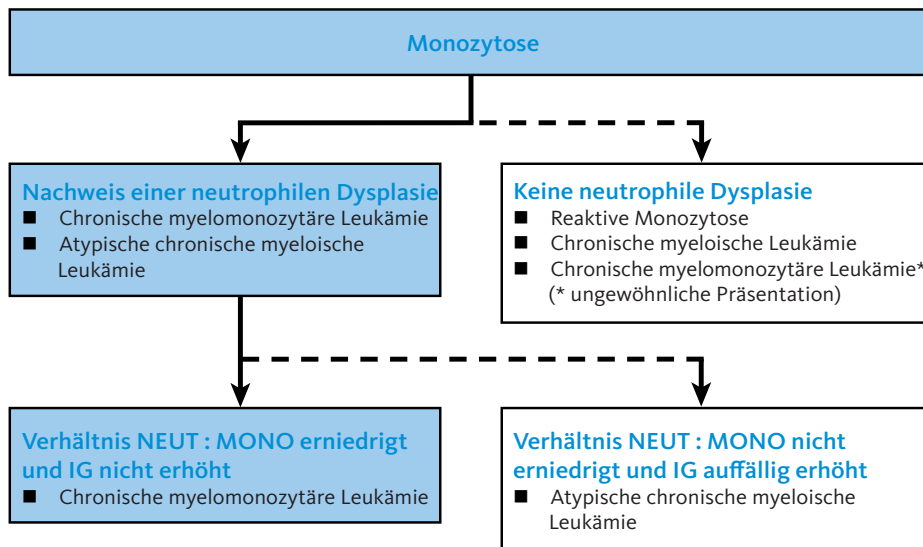 Monozytose
Nachweis einer neutrophilen Dysplasie
■ Chronische myelomonozytäre Leukämie
■ Atypische chronische myeloische
Leukämie
Keine neutrophile Dysplasie
■ Reaktive Monozytose
■ Chronische myeloische Leukämie
■ Chronische myelomonozytäre Leukämie*
(* ungewöhnliche Präsentation)
Verhältnis NEUT : MONO erniedrigt
und IG nicht erhöht
■ Chronische myelomonozytäre Leukämie
Verhältnis NEUT : MONO nicht
erniedrigt und IG auffällig erhöht
■ Atypische chronische myeloische
Leukämie